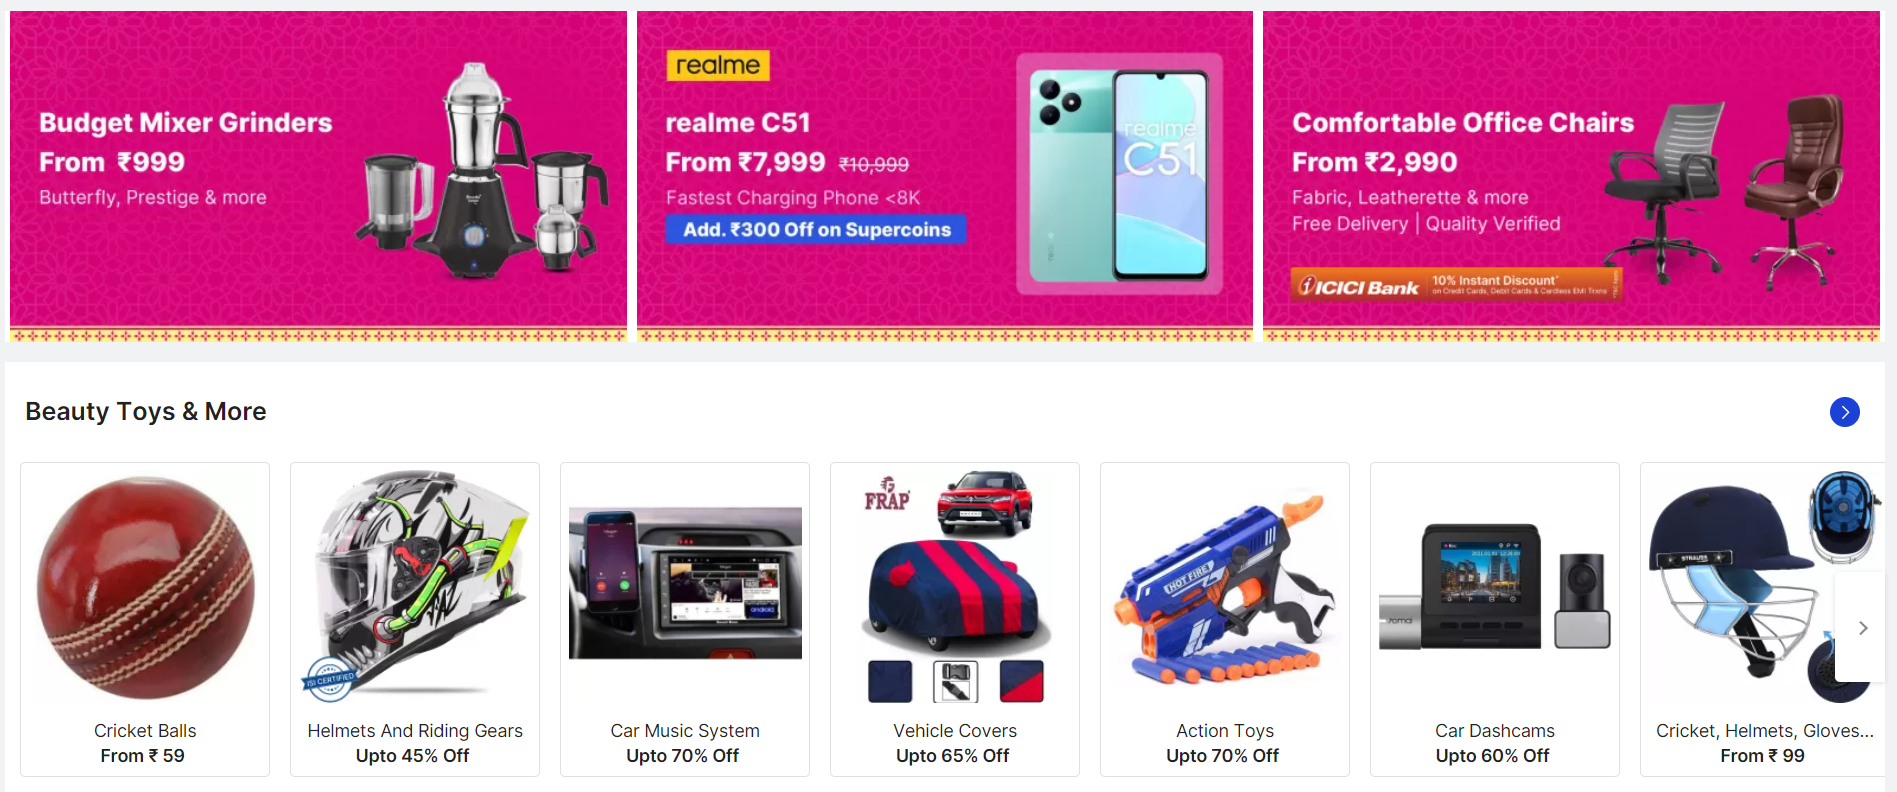 Budget Mixer Grinders
From ₹999
Butterfly, Prestige & more
realme
realme C51
From ₹7,999 ₹10,999
Fastest Charging Phone <8K
Add. ₹300 Off on Supercoins
realme
C51
Comfortable Office Chairs
From ₹2,990
Fabric, Leatherette & more
Free Delivery | Quality Verified
ICICI Bank
10% Instant Discount*
on Credit Cards, Debit Cards & Cardless EMI Trxns
Beauty Toys & More
ISI CERTIFIED
FRAP
HOT FIRE
70mai
STRAUSS
Cricket Balls
From ₹ 59
Helmets And Riding Gears
Upto 45% Off
Car Music System
Upto 70% Off
Vehicle Covers
Upto 65% Off
Action Toys
Upto 70% Off
Car Dashcams
Upto 60% Off
Cricket, Helmets, Gloves...
From ₹ 99